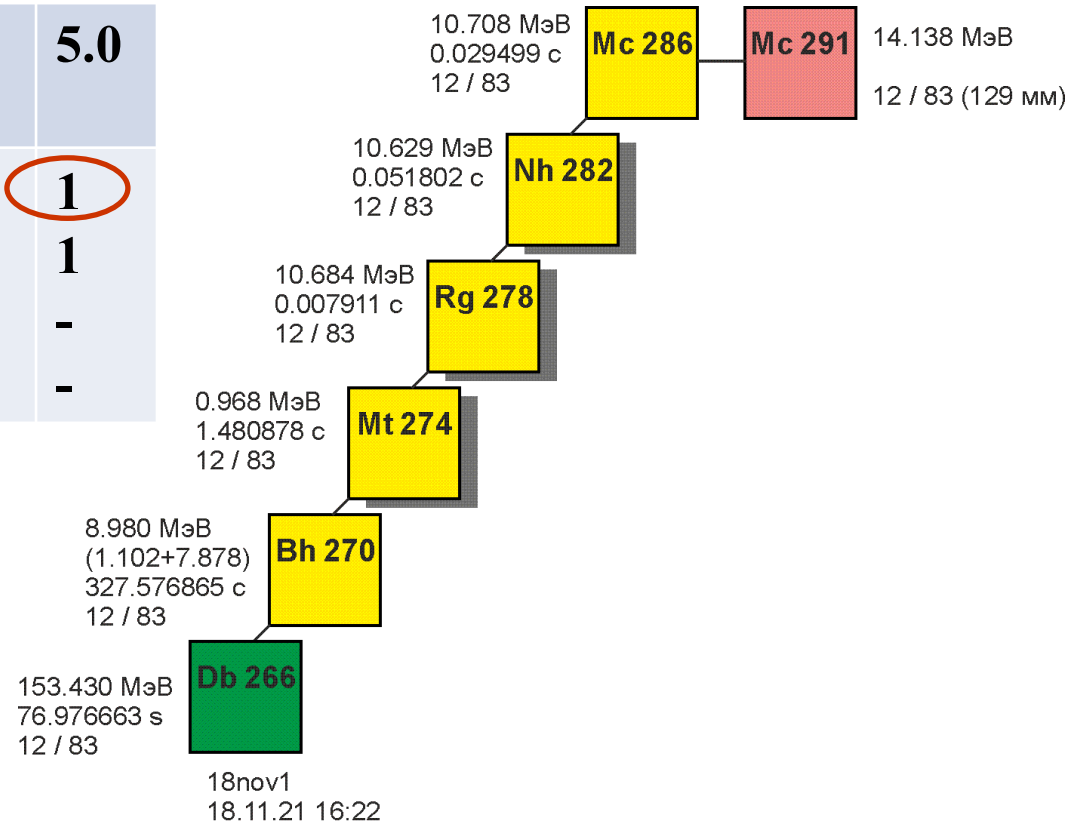 5.0
1
1
-
-
10.708 МэВ
0.029499 с
12 / 83
Mc 286
Mc 291
14.138 МэВ
12 / 83 (129 мм)
10.629 МэВ
0.051802 с
12 / 83
Nh 282
10.684 МэВ
0.007911 с
12 / 83
Rg 278
0.968 МэВ
1.480878 с
12 / 83
Mt 274
8.980 МэВ
(1.102+7.878)
327.576865 с
12 / 83
Bh 270
153.430 МэВ
76.976663 s
12 / 83
Db 266
18nov1
18.11.21 16:22